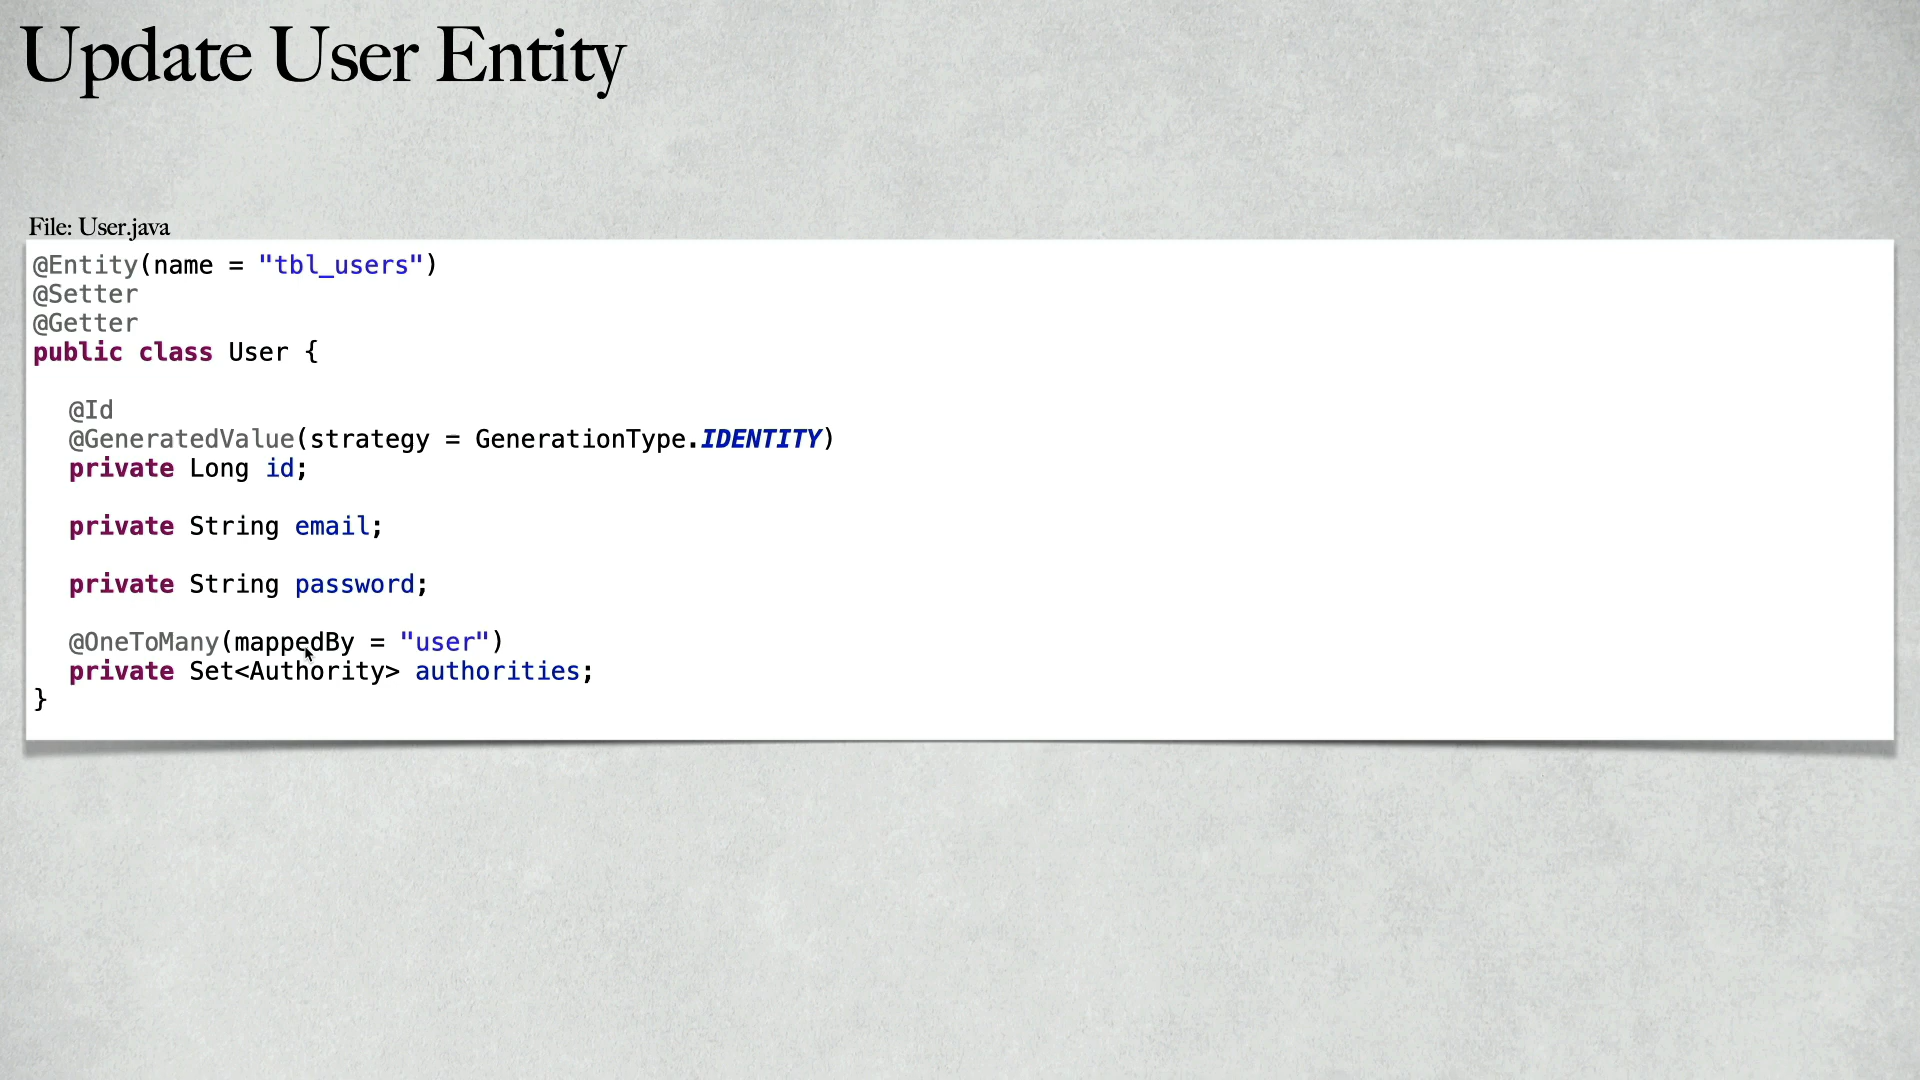 Update User Entity
File: User.java
@Entity(name = "tbl_users")
@Setter
@Getter
public class User {
@Id
@GeneratedValue(strategy = GenerationType.IDENTITY)
private Long id;
private String email;
private String password;
@OneToMany(mappedBy = "user")
private Set<Authority> authorities;
}